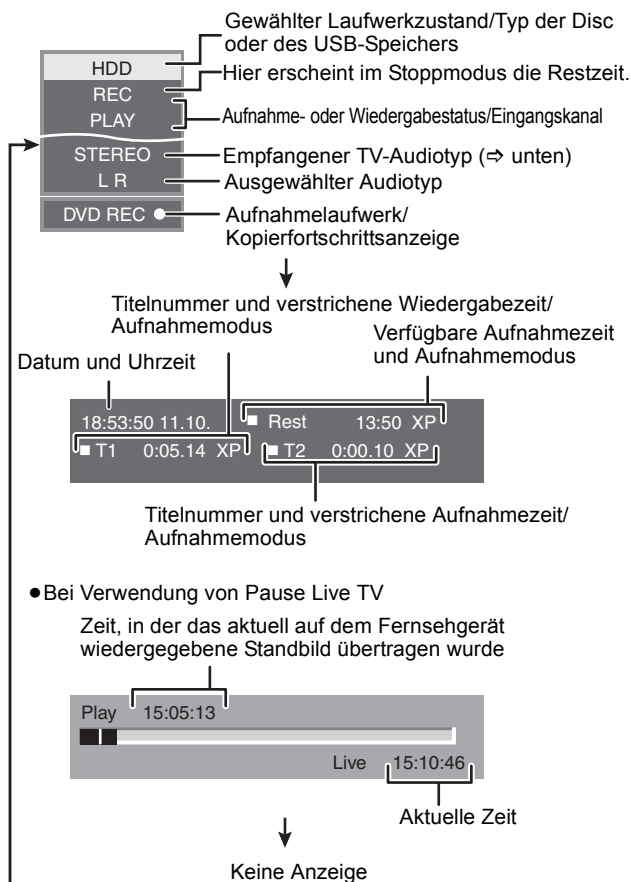 Gewählter Laufwerkzustand/Typ der Disc
oder des USB-Speichers
HDD
Hier erscheint im Stoppmodus die Restzeit.
REC
Aufnahme- oder Wiedergabestatus/Eingangskanal
PLAY
STEREO
Empfangener TV-Audiotyp (⇨ unten)
L R
Ausgewählter Audiotyp
DVD REC ●
Aufnahmelaufwerk/
Kopierfortschrittsanzeige
Titelnummer und verstrichene Wiedergabezeit/
Aufnahmemodus
Verfügbare Aufnahmezeit
und Aufnahmemodus
Datum und Uhrzeit
18:53:50 11.10.
■ Rest 13:50 XP
■ T1 0:05.14 XP
■ T2 0:00.10 XP
Titelnummer und verstrichene Aufnahmezeit/
Aufnahmemodus
●Bei Verwendung von Pause Live TV
Zeit, in der das aktuell auf dem Fernsehgerät
wiedergegebene Standbild übertragen wurde
Play 15:05:13
Live 15:10:46
Aktuelle Zeit
Keine Anzeige